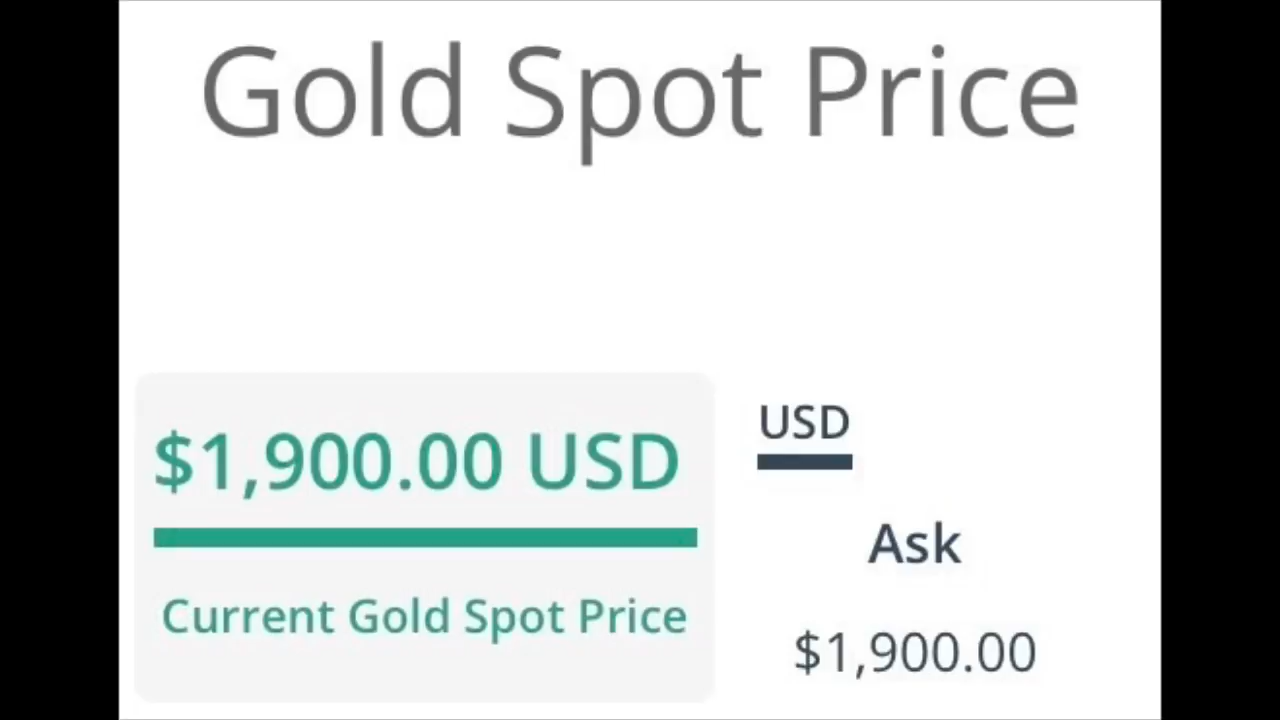 Gold Spot Price
$1,900.00 USD
Current Gold Spot Price
USD
Ask
$1,900.00